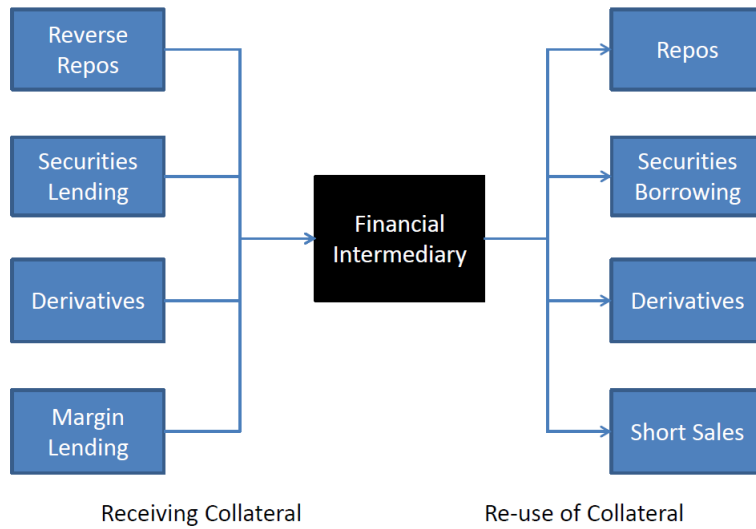 Reverse
Repos
Securities
Lending
Derivatives
Margin
Lending
Financial
Intermediary
Repos
Securities
Borrowing
Derivatives
Short Sales
Receiving Collateral
Re-use of Collateral